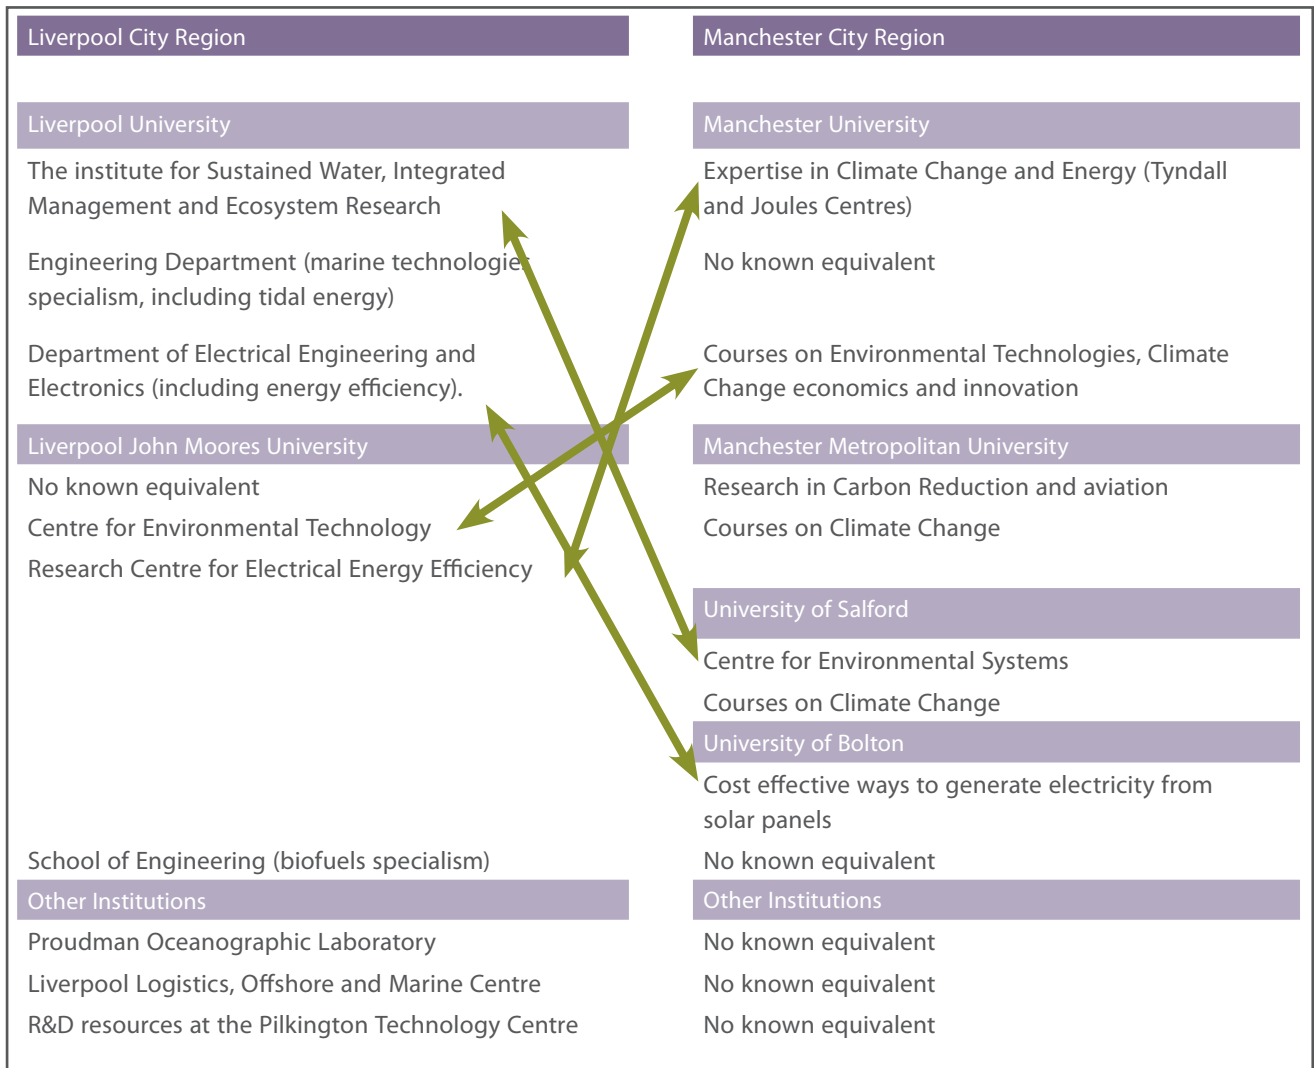 Liverpool City Region
Manchester City Region
Liverpool University
Manchester University
The institute for Sustained Water, Integrated
Management and Ecosystem Research
Expertise in Climate Change and Energy (Tyndall
and Joules Centres)
Engineering Department (marine technologies
specialism, including tidal energy)
No known equivalent
Department of Electrical Engineering and
Electronics (including energy efficiency).
Courses on Environmental Technologies, Climate
Change economics and innovation
Liverpool John Moores University
Manchester Metropolitan University
No known equivalent
Research in Carbon Reduction and aviation
Centre for Environmental Technology
Courses on Climate Change
Research Centre for Electrical Energy Efficiency
University of Salford
Centre for Environmental Systems
Courses on Climate Change
University of Bolton
Cost effective ways to generate electricity from
solar panels
School of Engineering (biofuels specialism)
No known equivalent
Other Institutions
Other Institutions
Proudman Oceanographic Laboratory
No known equivalent
Liverpool Logistics, Offshore and Marine Centre
No known equivalent
R&D resources at the Pilkington Technology Centre
No known equivalent